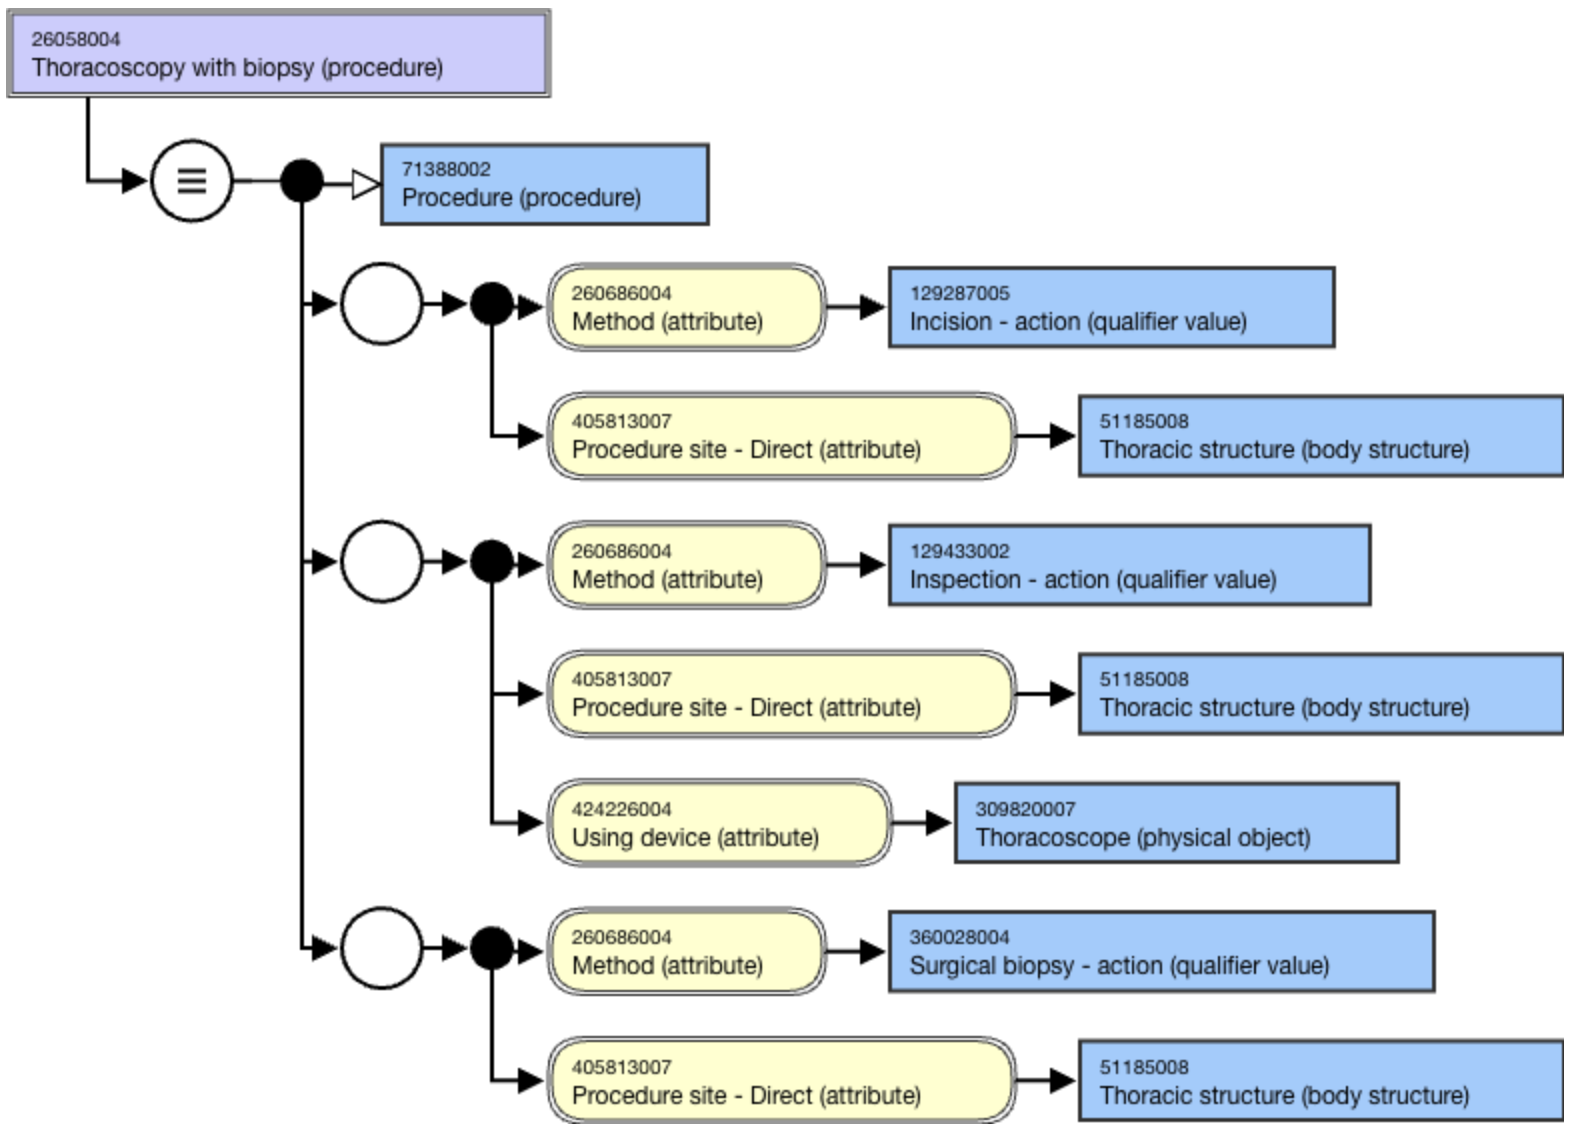 26058004
Thoracoscopy with biopsy (procedure)
71388002
Procedure (procedure)
260686004
Method (attribute)
129287005
Incision - action (qualifier value)
405813007
Procedure site - Direct (attribute)
51185008
Thoracic structure (body structure)
260686004
Method (attribute)
129433002
Inspection - action (qualifier value)
405813007
Procedure site - Direct (attribute)
51185008
Thoracic structure (body structure)
424226004
Using device (attribute)
309820007
Thoracoscope (physical object)
260686004
Method (attribute)
360028004
Surgical biopsy - action (qualifier value)
405813007
Procedure site - Direct (attribute)
51185008
Thoracic structure (body structure)